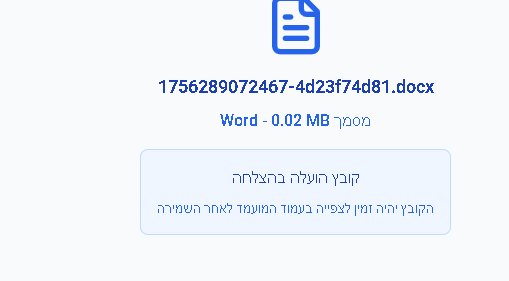 1756289072467-4d23f74d81.docx
מסמך Word - 0.02 MB
קובץ הועלה בהצלחה
הקובץ יהיה זמין לצפייה בעמוד המועמד לאחר השמירה